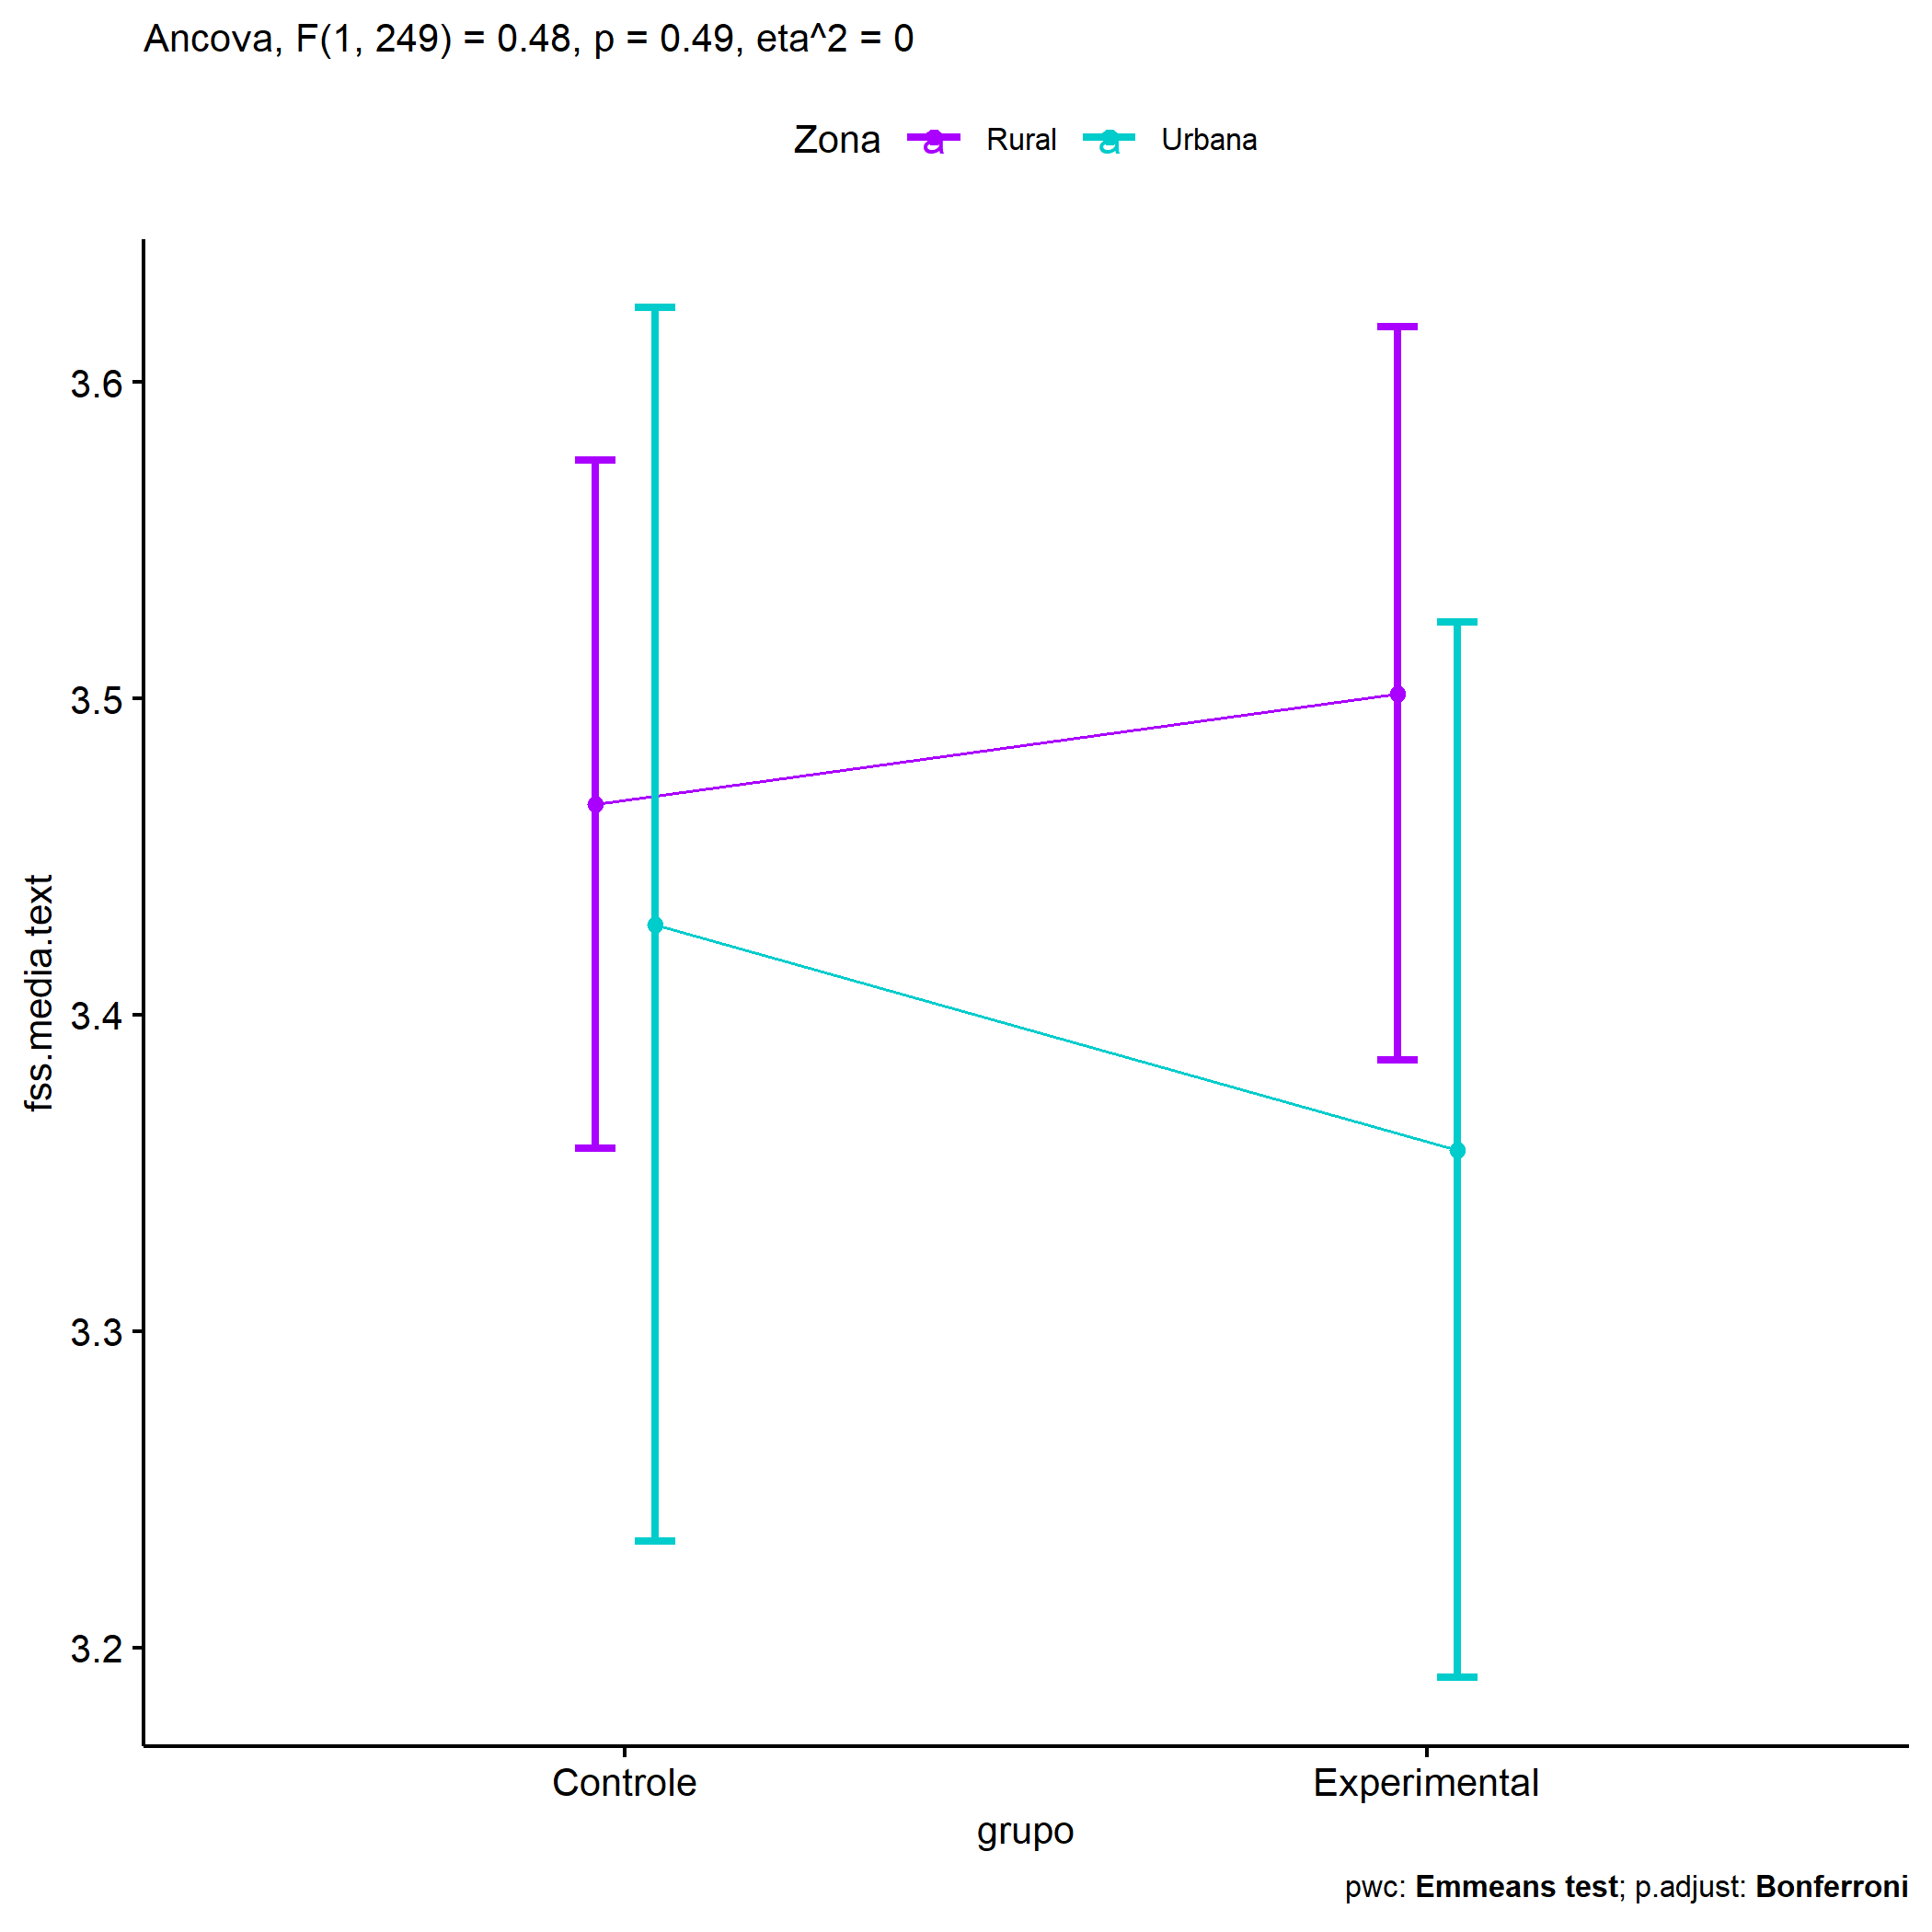 Ancova, F(1, 249) = 0.48, p = 0.49, eta^2 = 0
Zona a Rural a Urbana
3.6
3.5
3.4
3.3
3.2
fss.media.text
Controle Experimental
grupo
pwc: Emmeans test; p.adjust: Bonferroni